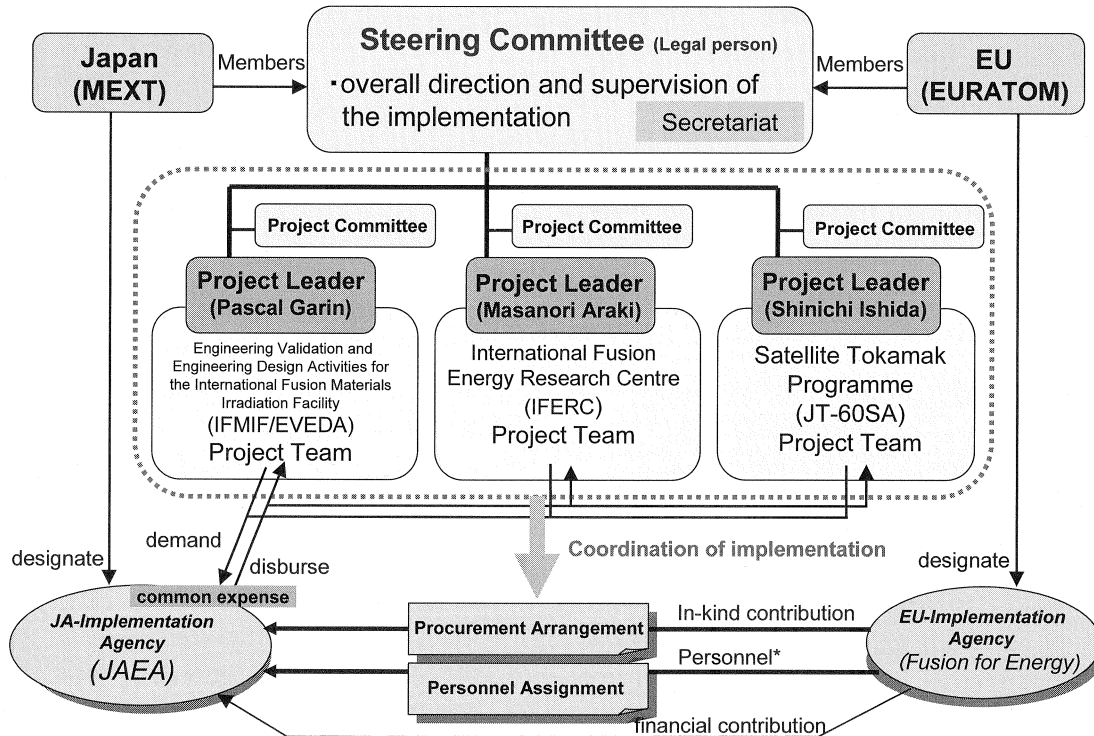 Japan
(MEXT)
Members
Steering Committee (Legal person)
・overall direction and supervision of
the implementation
Secretariat
Members
EU
(EURATOM)
Project Committee
Project Committee
Project Committee
Project Leader
(Pascal Garin)
Project Leader
(Masanori Araki)
Project Leader
(Shinichi Ishida)
Engineering Validation and
Engineering Design Activities for
the International Fusion Materials
Irradiation Facility
(IFMIF/EVEDA)
Project Team
International Fusion
Energy Research Centre
(IFERC)
Project Team
Satellite Tokamak
Programme
(JT-60SA)
Project Team
designate
demand
disburse
Coordination of implementation
designate
common expense
JA-Implementation
Agency
(JAEA)
Procurement Arrangement
In-kind contribution
Personnel*
Personnel Assignment
financial contribution
EU-Implementation
Agency
(Fusion for Energy)